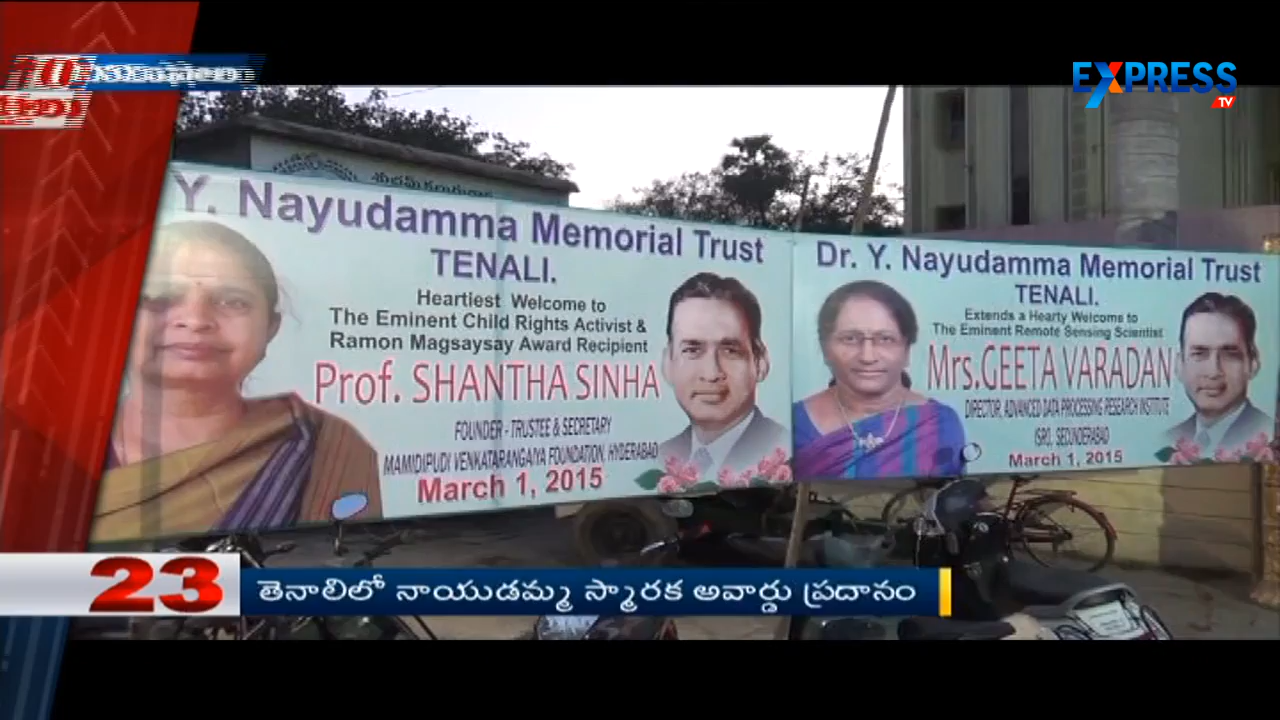 EXPRESS
TV
Y. Nayudamma Memorial Trust
TENALI.
Heartiest Welcome to
The Eminent Child Rights Activist &
Ramon Magsaysay Award Recipient
Prof. SHANTHA SINHA
FOUNDER - TRUSTEE & SECRETARY
MAMIDIPUDI VENKATARANGAIYA FOUNDATION, HYDERABAD
March 1, 2015
Dr. Y. Nayudamma Memorial Trust
TENALI.
Extends a Hearty Welcome to
The Eminent Remote Sensing Scientist
Mrs.GEETA VARADAN
DIRECTOR, ADVANCED DATA PROCESSING RESEARCH INSTITUTE
ISRO, SECUNDERABAD
March 1, 2015
23 తెనాలిలో నాయుడమ్మ స్మారక అవార్డు ప్రదానం